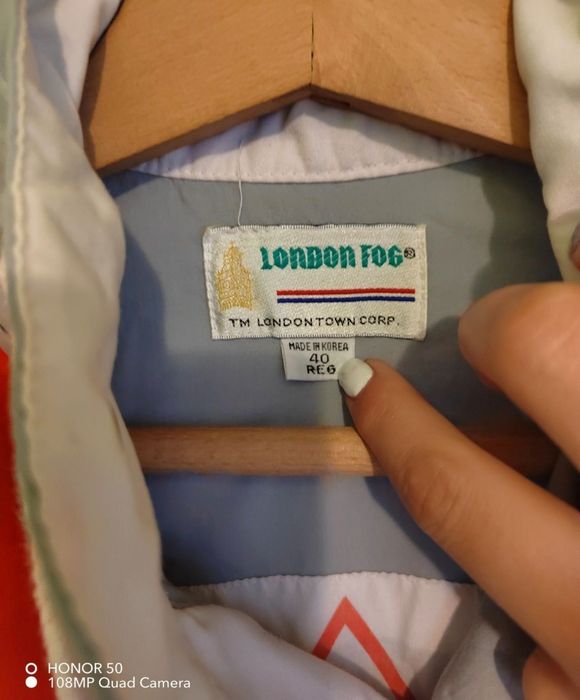 LONDON FOG®
TM LONDONTOWN CORP.
MADE IN KOREA
40
REG
HONOR 50
108MP Quad Camera